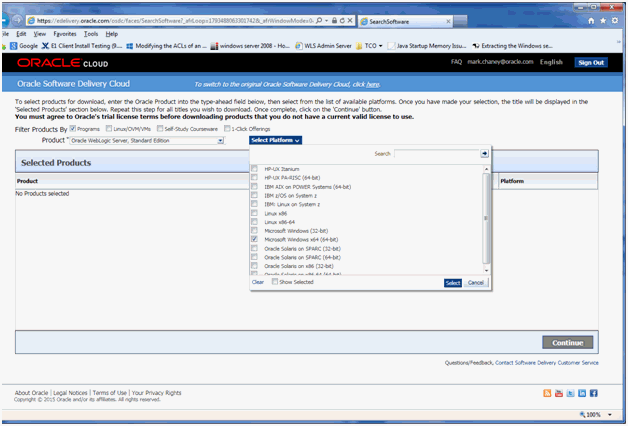 https://edelivery.oracle.com/osdc/faces/SearchSoftware?_afrLoop=
SearchSoftware
File Edit View Favorites Tools Help
Google X1 Client Install Testing (9... Modifying the ACLs of an ... windows server 2008 - Ho... WLS Admin Server TCO Java Startup Memory Issu... Extracting the Windows se...
ORACLE CLOUD
FAQ mark.chaney@oracle.com English Sign Out
Oracle Software Delivery Cloud
To switch to the original Oracle Software Delivery Cloud, click here.
To select products for download, enter the Oracle Product into the type-ahead field below, then select from the list of available platforms. Once you have made your selection, the title will be displayed in the
'Selected Products' section below. Repeat this step for all titles you wish to download. Once complete, click on the 'Continue' button.
You must agree to Oracle's trial license terms before downloading products that you do not have a current valid license to use.
Filter Products By Programs Linux/OVM/VMs Self-Study Courseware 1-Click Offerings
Product * Oracle WebLogic Server, Standard Edition Select Platform
Search
Selected Products
Product Platform
No Products selected
HP-UX Itanium
HP-UX PA-RISC (64-bit)
IBM AIX on POWER Systems (64-bit)
IBM z/OS on System z
IBM: Linux on System z
Linux x86
Linux x86-64
Microsoft Windows (32-bit)
Microsoft Windows x64 (64-bit)
Oracle Solaris on SPARC (32-bit)
Oracle Solaris on SPARC (64-bit)
Oracle Solaris on x86 (32-bit)
Oracle Solaris on x86-64 (64-bit)
Clear Show Selected Select Cancel
Continue
Questions/Feedback, Contact Software Delivery Customer Service
About Oracle | Legal Notices | Terms of Use | Your Privacy Rights
Copyright © 2015 Oracle and/or its affiliates. All rights reserved.
100%